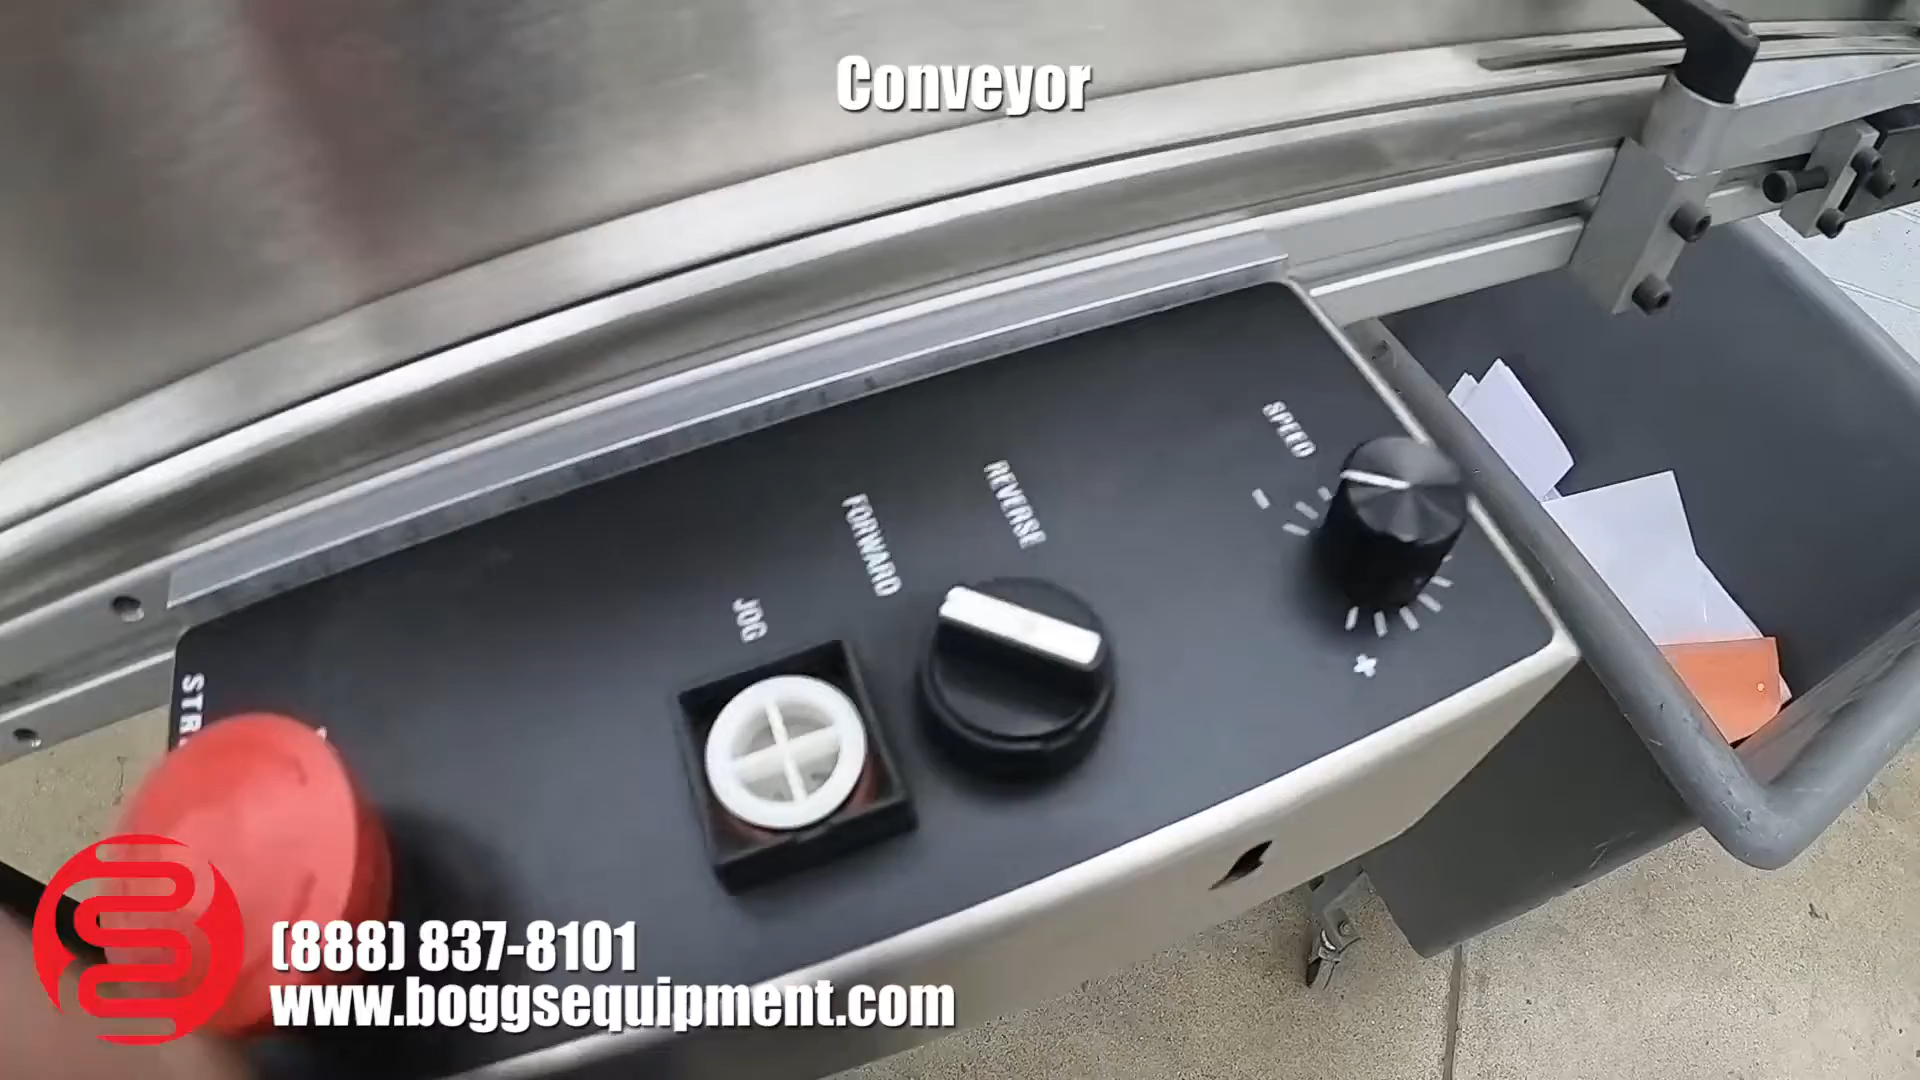 Conveyor
SPEED
REVERSE
FORWARD
JOG
- 
+
(888) 837-8101
www.boggsequipment.com